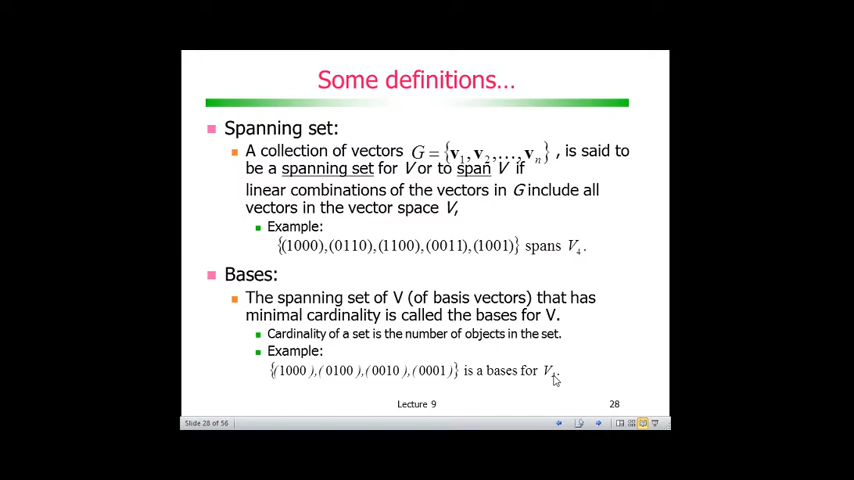 Some definitions…
Spanning set:
A collection of vectors G = {v1, v2, …, vn} , is said to
be a spanning set for V or to span V if
linear combinations of the vectors in G include all
vectors in the vector space V,
Example:
{(1000),(0110),(1100),(0011),(1001)} spans V4.
Bases:
The spanning set of V (of basis vectors) that has
minimal cardinality is called the bases for V.
Cardinality of a set is the number of objects in the set.
Example:
{(1000 ),( 0100 ),( 0010 ),( 0001 )} is a bases for V4.
Lecture 9
28
Slide 28 of 56